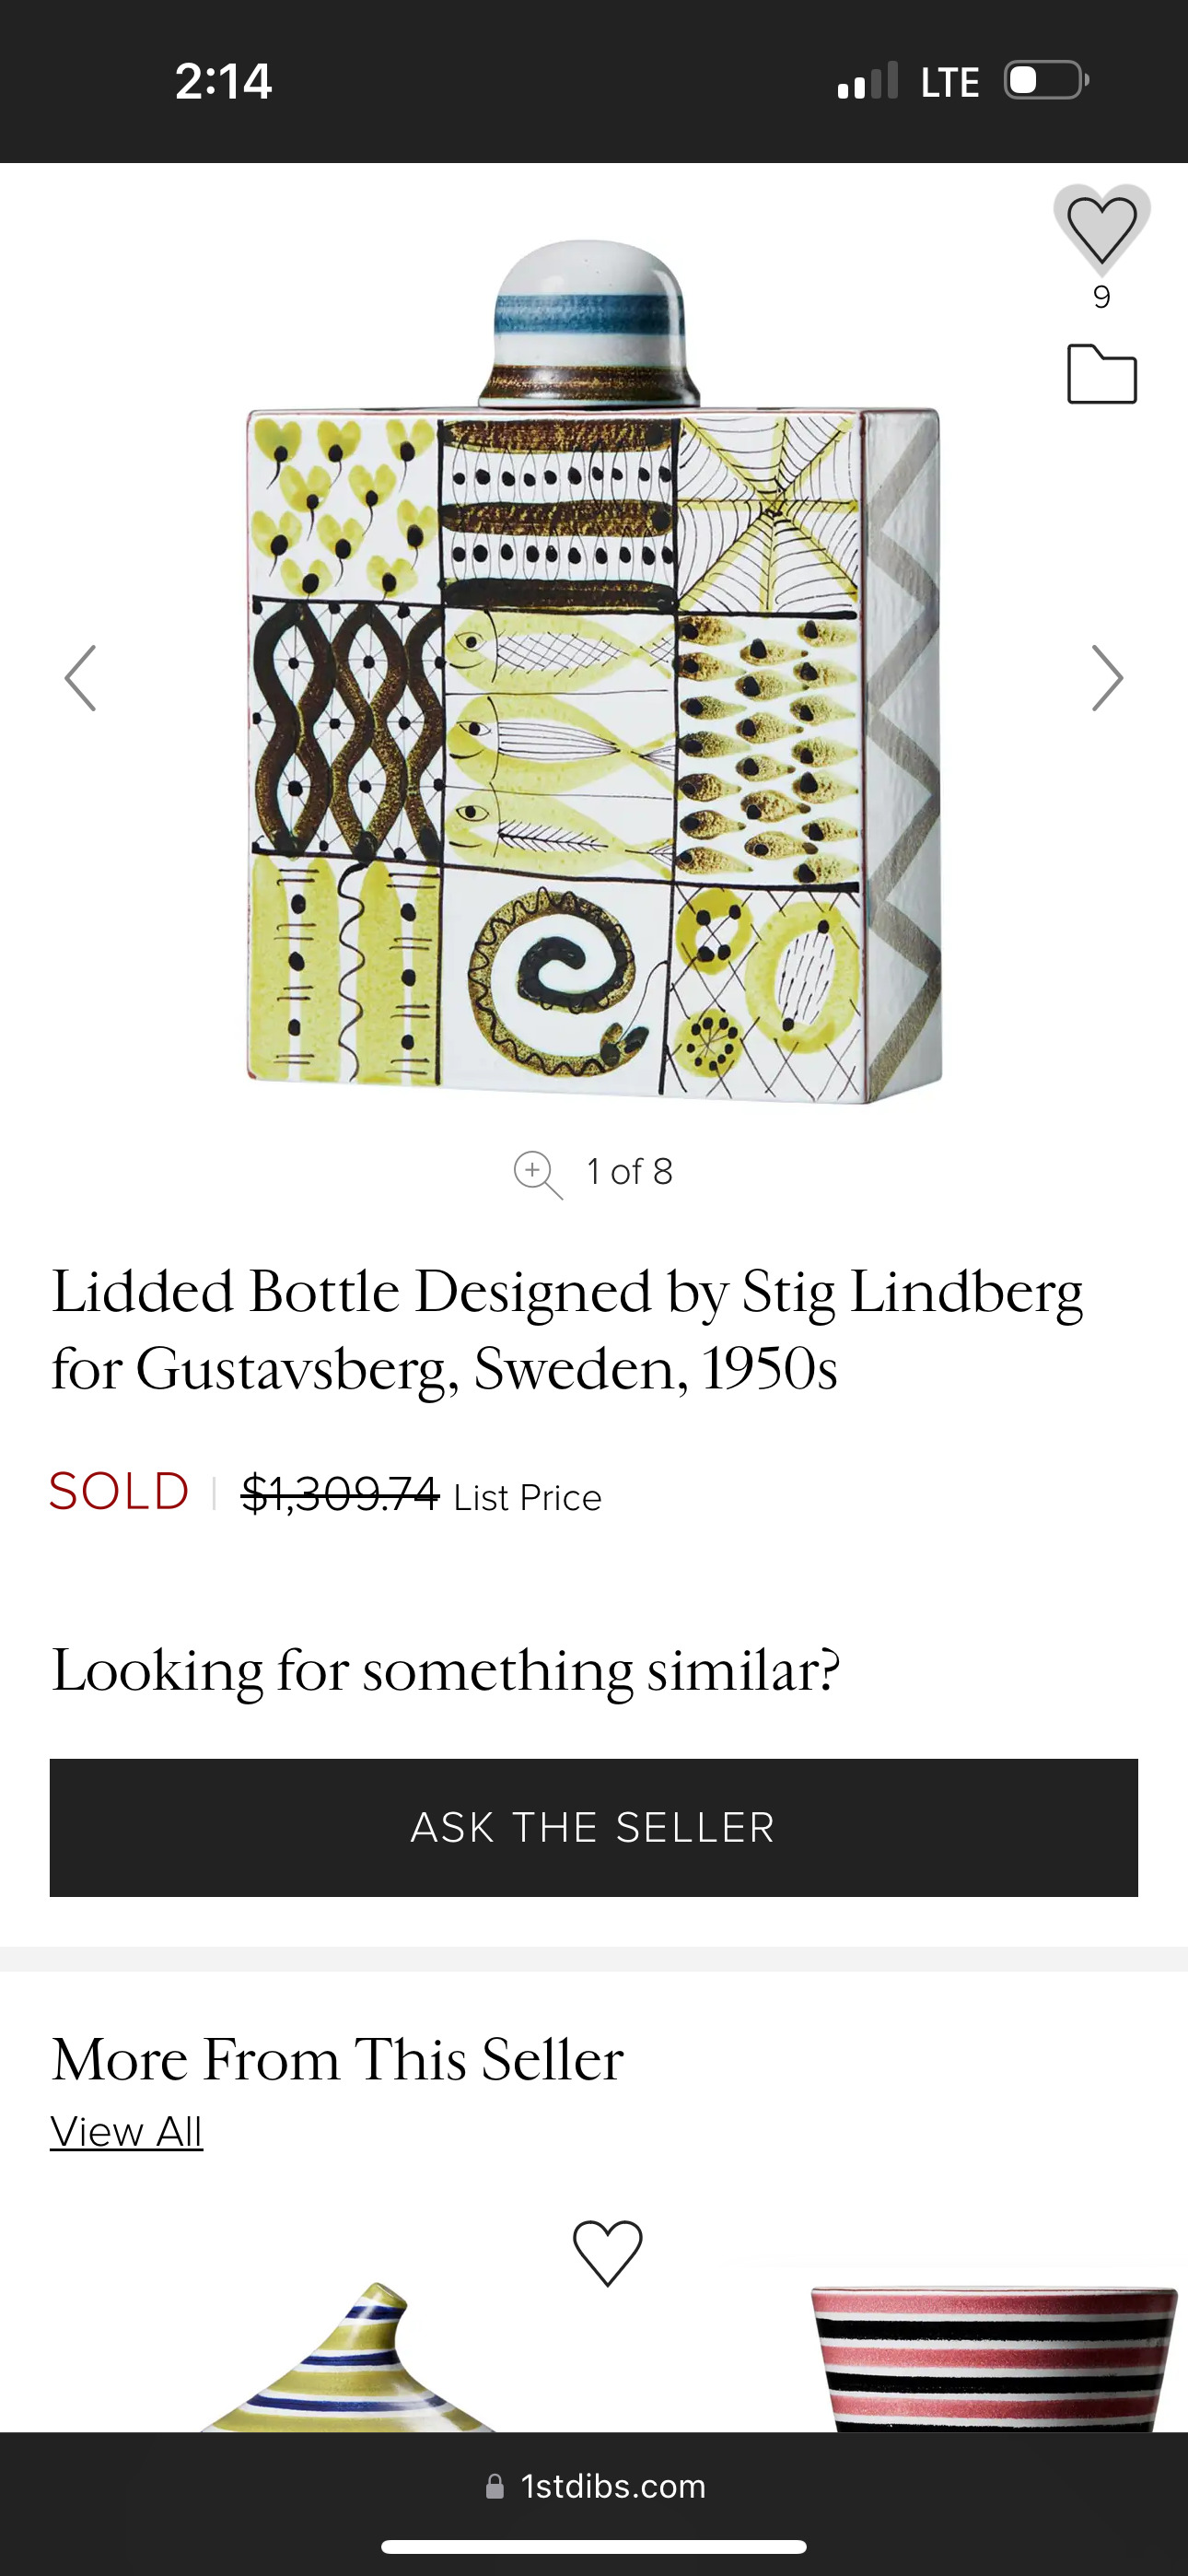 2:14
LTE
9
1 of 8
Lidded Bottle Designed by Stig Lindberg
for Gustavsberg, Sweden, 1950s
SOLD | $1,309.74 List Price
Looking for something similar?
ASK THE SELLER
More From This Seller
View All
1stdibs.com